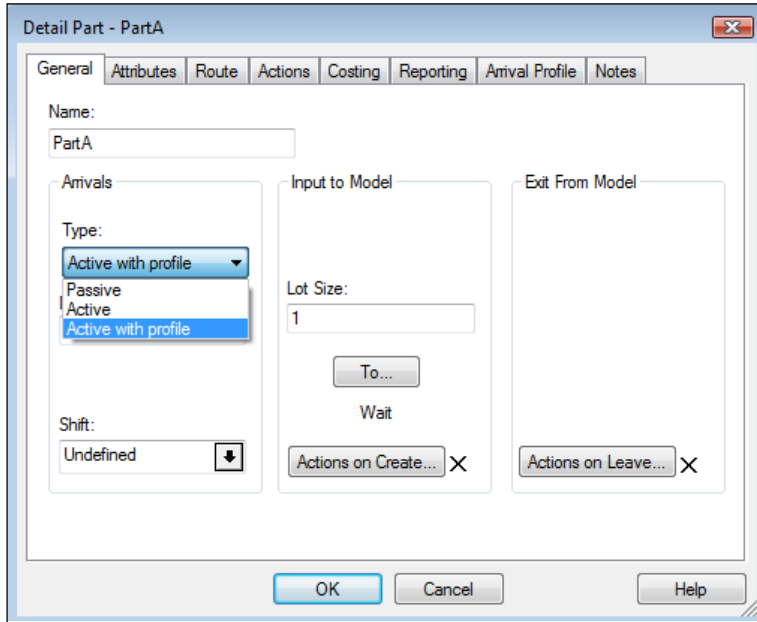 Detail Part - PartA
General Attributes Route Actions Costing Reporting Arrival Profile Notes
Name:
PartA
Arrivals
Type:
Active with profile
Passive
Active
Active with profile
Shift:
Undefined
Input to Model
Lot Size:
1
To...
Wait
Actions on Create... X
Exit From Model
Actions on Leave... X
OK Cancel Help